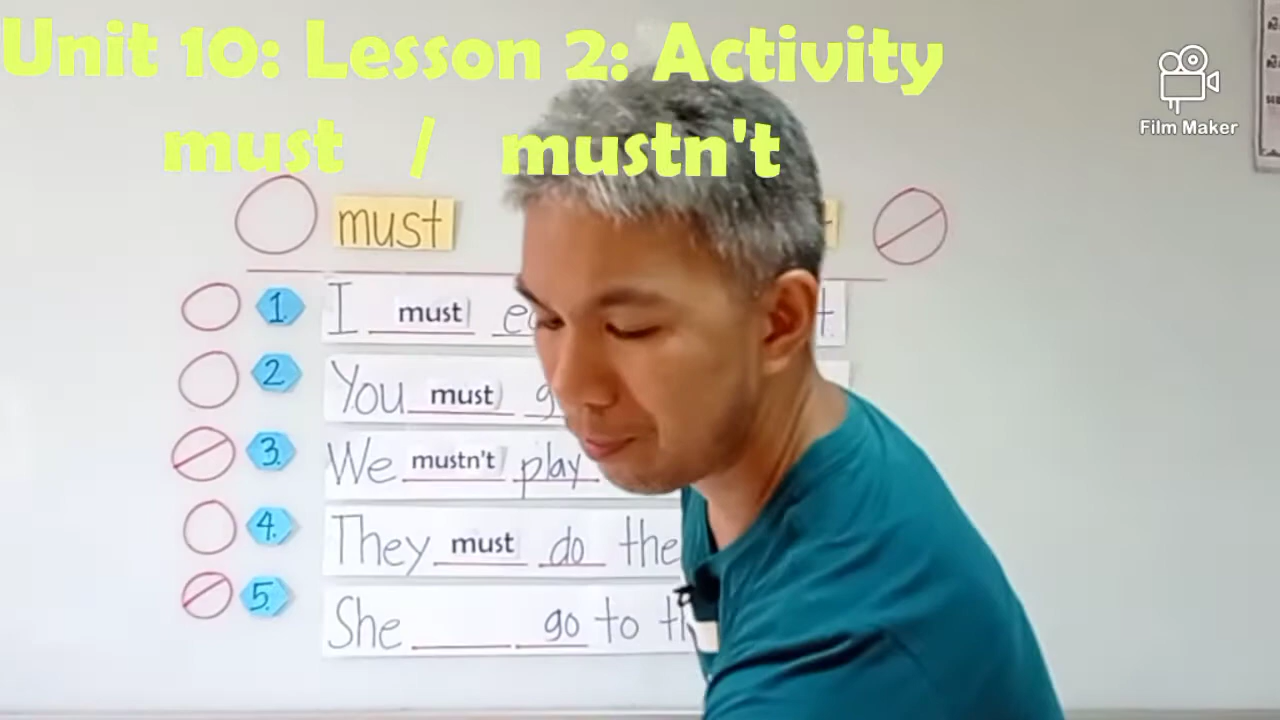 Unit 10: Lesson 2: Activity
must / mustn't
Film Maker
must
1. I must
2. You must
3. We mustn't play
4. They must do the
5. She ____ go to